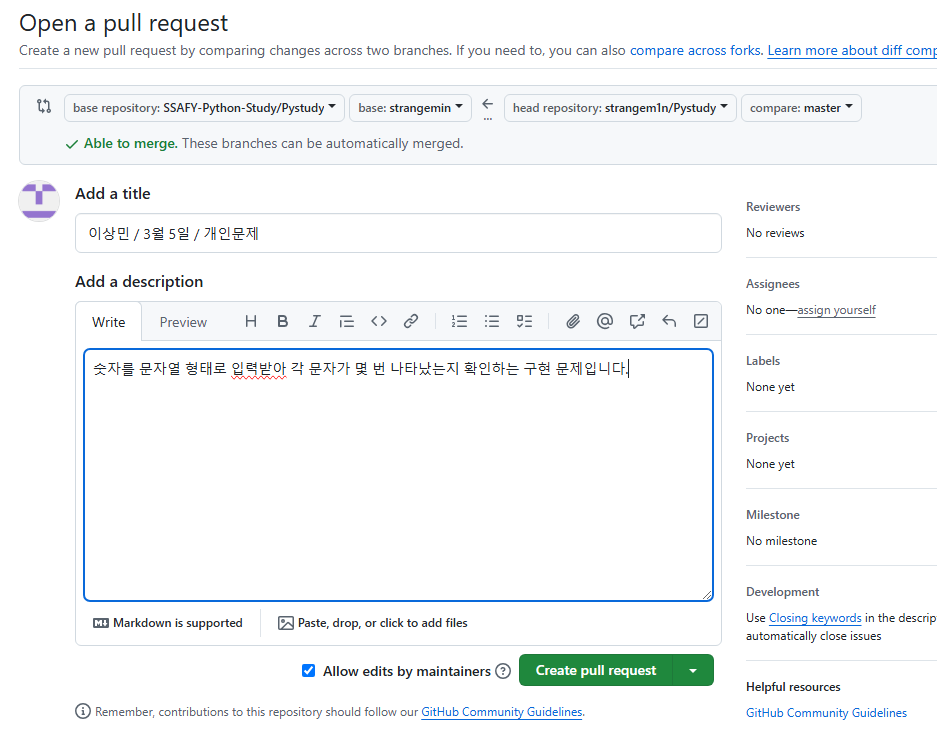 Open a pull request
Create a new pull request by comparing changes across two branches. If you need to, you can also compare across forks. Learn more about diff comp
base repository: SSAFY-Python-Study/Pystudy base: strangemin ← head repository: strangem1n/Pystudy compare: master
...
Able to merge. These branches can be automatically merged.
Add a title
이상민 / 3월 5일 / 개인문제
Add a description
Write Preview
숫자를 문자열 형태로 입력받아 각 문자가 몇 번 나타났는지 확인하는 구현 문제입니다.
Markdown is supported Paste, drop, or click to add files
Allow edits by maintainers Create pull request
Remember, contributions to this repository should follow our GitHub Community Guidelines.
Reviewers
No reviews
Assignees
No one—assign yourself
Labels
None yet
Projects
None yet
Milestone
No milestone
Development
Use Closing keywords in the descrip
automatically close issues
Helpful resources
GitHub Community Guidelines